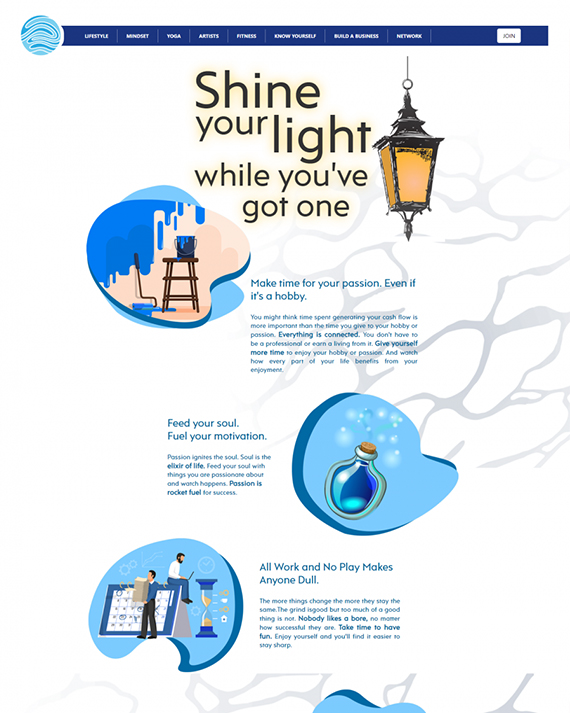 LIFESTYLE MINDSET YOGA ARTISTS FITNESS KNOW YOURSELF BUILD A BUSINESS NETWORK JOIN
Shine
your light
while you've
got one
Make time for your passion. Even if
it's a hobby.
You might think time spent generating your cash flow is
more important than the time you give to your hobby or
passion. Everything is connected. You don't have to
be a professional or earn a living from it. Give yourself
more time to enjoy your hobby or passion. And watch
how every part of your life benefits from your
enjoyment.
Feed your soul.
Fuel your motivation.
Passion ignites the soul. Soul is the
elixir of life. Feed your soul with
things you are passionate about
and watch happens. Passion is
rocket fuel for success.
All Work and No Play Makes
Anyone Dull.
The more things change the more they stay the
same.The grind isgood but too much of a good
thing is not. Nobody likes a bore, no matter
how successful they are. Take time to have
fun. Enjoy yourself and you'll find it easier to
stay sharp.